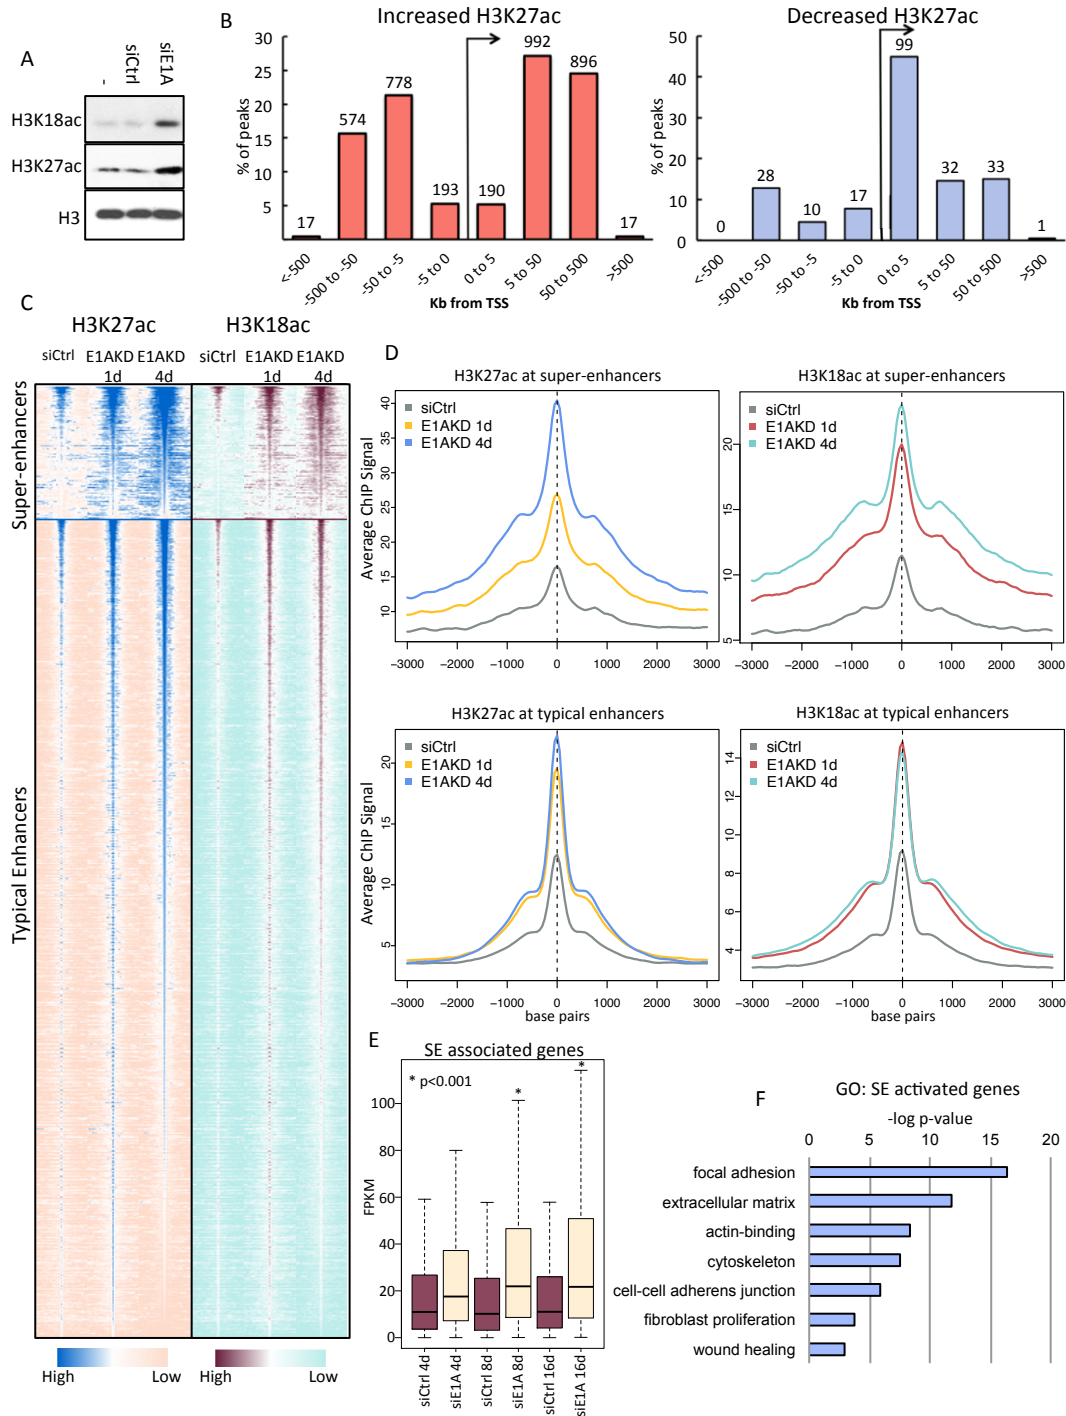 A
-
siCtrl
siE1A
H3K18ac
H3K27ac
H3
B
Increased H3K27ac
% of peaks
30
25
20
15
10
5
17
574
778
193
190
992
896
17
<-500
-500 to -50
-50 to -5
-5 to 0
0 to 5
5 to 50
50 to 500
>500
Kb from TSS
Decreased H3K27ac
% of peaks
50
40
30
20
10
0
0
28
10
17
99
32
33
1
<-500
-500 to -50
-50 to -5
-5 to 0
0 to 5
5 to 50
50 to 500
>500
Kb from TSS
C
H3K27ac
H3K18ac
siCtrl E1AKD E1AKD siCtrl E1AKD E1AKD
1d 4d 1d 4d
Super-enhancers
Typical Enhancers
High Low High Low
D
H3K27ac at super-enhancers
siCtrl
E1AKD 1d
E1AKD 4d
Average ChIP Signal
40
35
30
25
20
15
10
-3000 -2000 -1000 0 1000 2000 3000
H3K18ac at super-enhancers
siCtrl
E1AKD 1d
E1AKD 4d
20
15
10
5
-3000 -2000 -1000 0 1000 2000 3000
H3K27ac at typical enhancers
siCtrl
E1AKD 1d
E1AKD 4d
Average ChIP Signal
20
15
10
5
-3000 -2000 -1000 0 1000 2000 3000
base pairs
H3K18ac at typical enhancers
siCtrl
E1AKD 1d
E1AKD 4d
14
12
10
8
6
4
-3000 -2000 -1000 0 1000 2000 3000
base pairs
E
SE associated genes
* p<0.001
*
*
FPKM
100
80
60
40
20
0
siCtrl 4d
siE1A 4d
siCtrl 8d
siE1A 8d
siCtrl 16d
siE1A 16d
F
GO: SE activated genes
-log p-value
0 5 10 15 20
focal adhesion
extracellular matrix
actin-binding
cytoskeleton
cell-cell adherens junction
fibroblast proliferation
wound healing